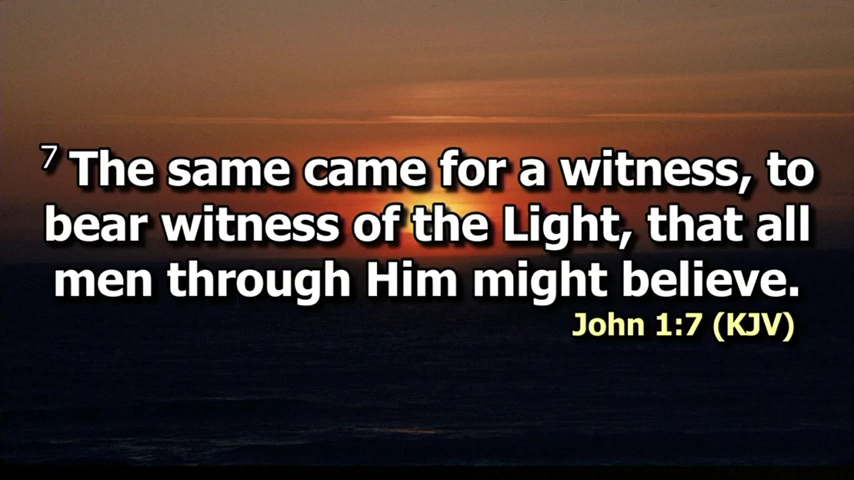 7 The same came for a witness, to
bear witness of the Light, that all
men through Him might believe.
John 1:7 (KJV)